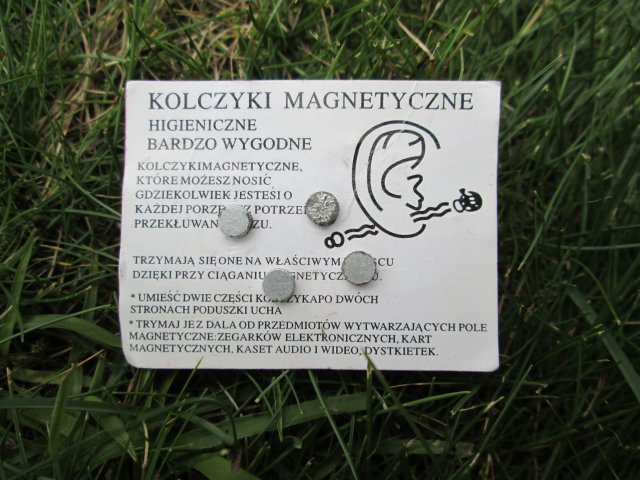 KOLCZYKI MAGNETYCZNE
HIGIENICZNE
BARDZO WYGODNE
KOLCZYKIMAGNETYCZNE,
KTÓRE MOŻESZ NOSIĆ
GDZIEKOLWIEK JESTEŚI O
KAŻDEJ
TRZYMAJĄ SIĘ ONE NA WŁAŚCIWYM
DZIĘKI PRZY CIĄGANIU
* UMIEŚĆ DWIE CZĘŚCI PO DWÓCH
STRONACH PODUSZKI UCHA
* TRYMAJ JE Z DALA OD PRZEDMIOTÓW WYTWARZAJĄCYCH POLE
MAGNETYCZNE:ZEGARKÓW ELEKTRONICZNYCH, KART
MAGNETYCZNYCH, KASET AUDIO I WIDEO, DYSTKIETEK.